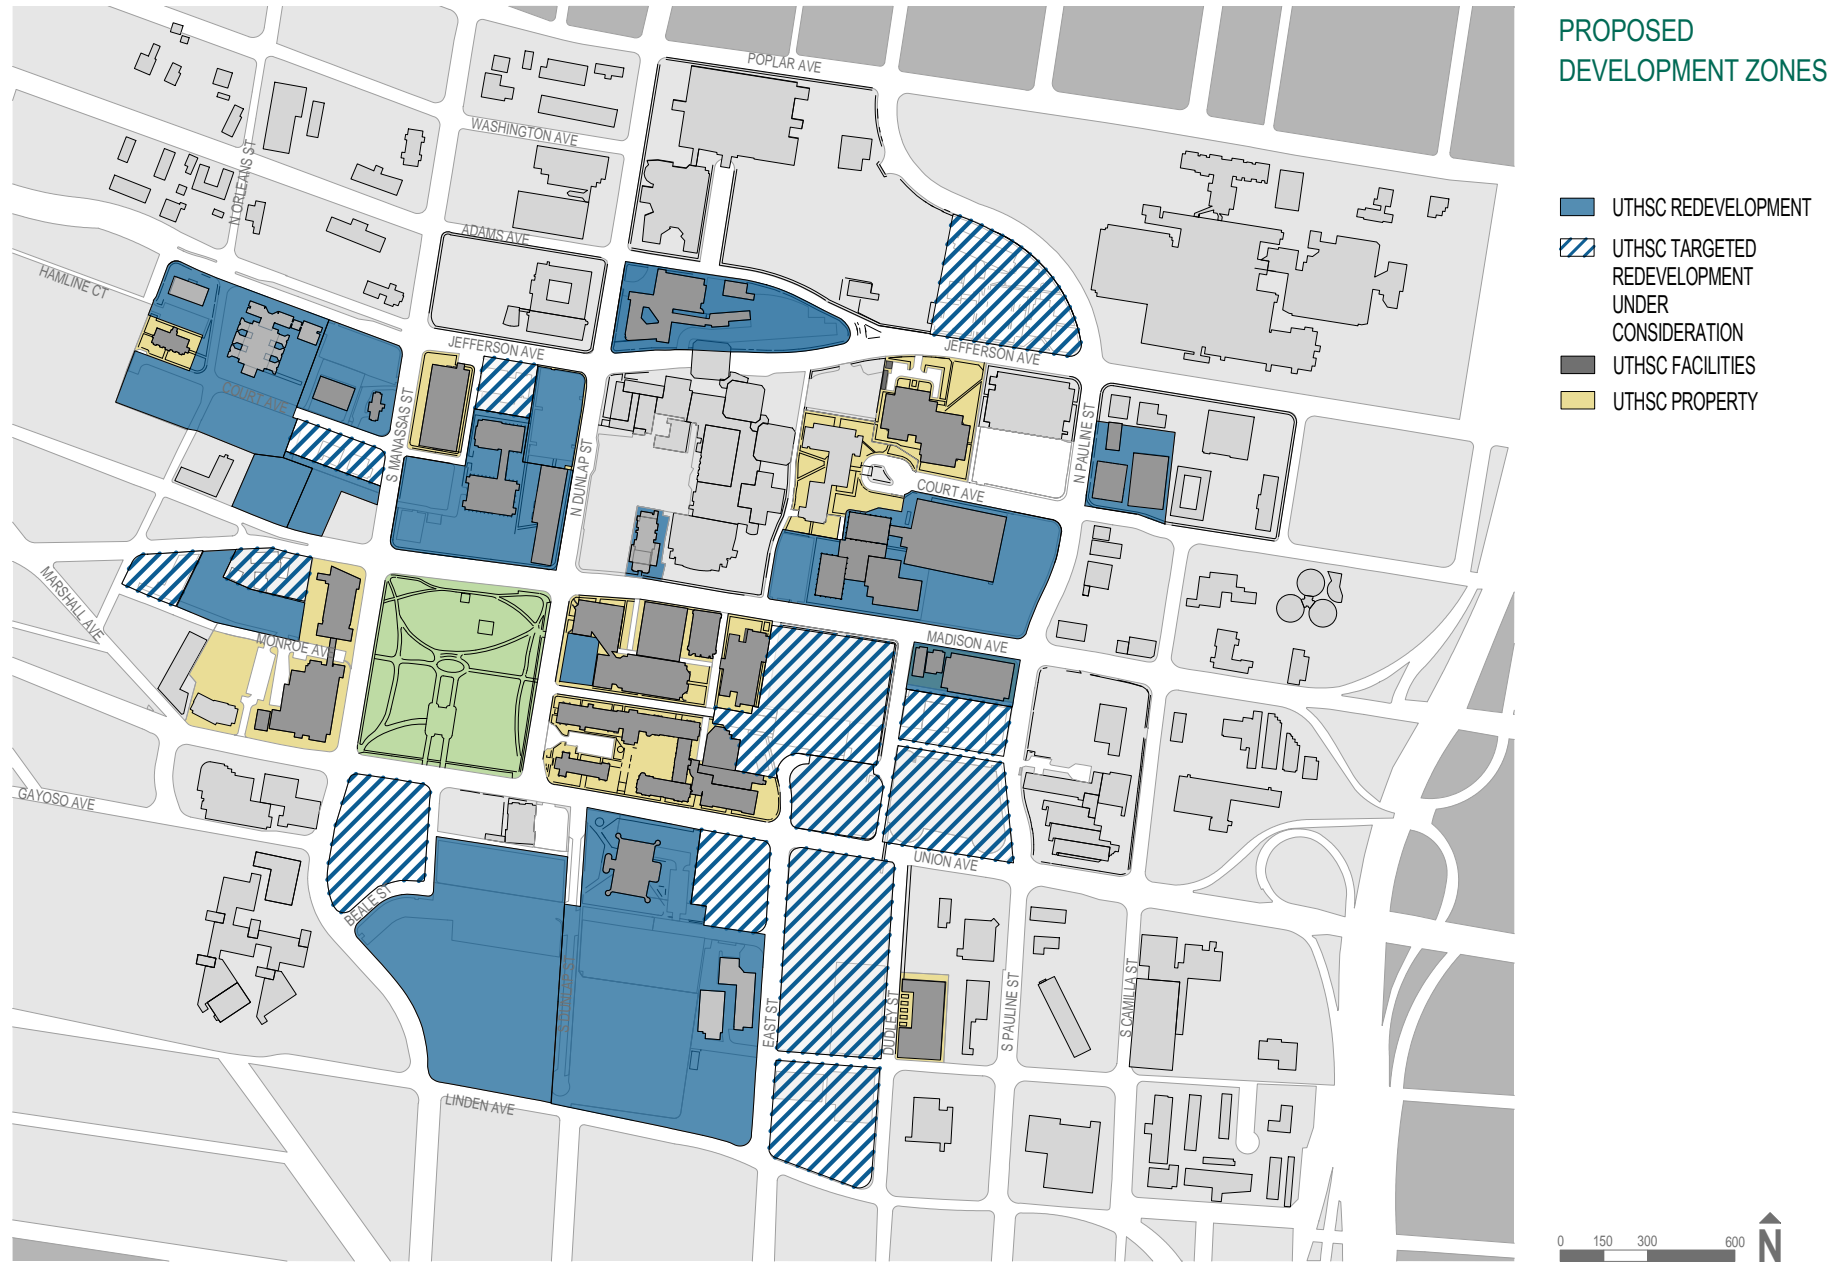 PROPOSED
DEVELOPMENT ZONES
UTHSC REDEVELOPMENT
UTHSC TARGETED
REDEVELOPMENT
UNDER
CONSIDERATION
UTHSC FACILITIES
UTHSC PROPERTY
POPLAR AVE
WASHINGTON AVE
N ORLEANS ST
ADAMS AVE
HAMLINE CT
JEFFERSON AVE
JEFFERSON AVE
COURT AVE
S MANASSAS ST
N DUNLAP ST
N PAULINE ST
COURT AVE
MARSHALL AVE
MONROE AVE
MADISON AVE
GAYOSO AVE
UNION AVE
BEALE ST
S DUNLAP ST
EAST ST
DUDLEY ST
S PAULINE ST
S CAMILLA ST
LINDEN AVE
0 150 300 600
N